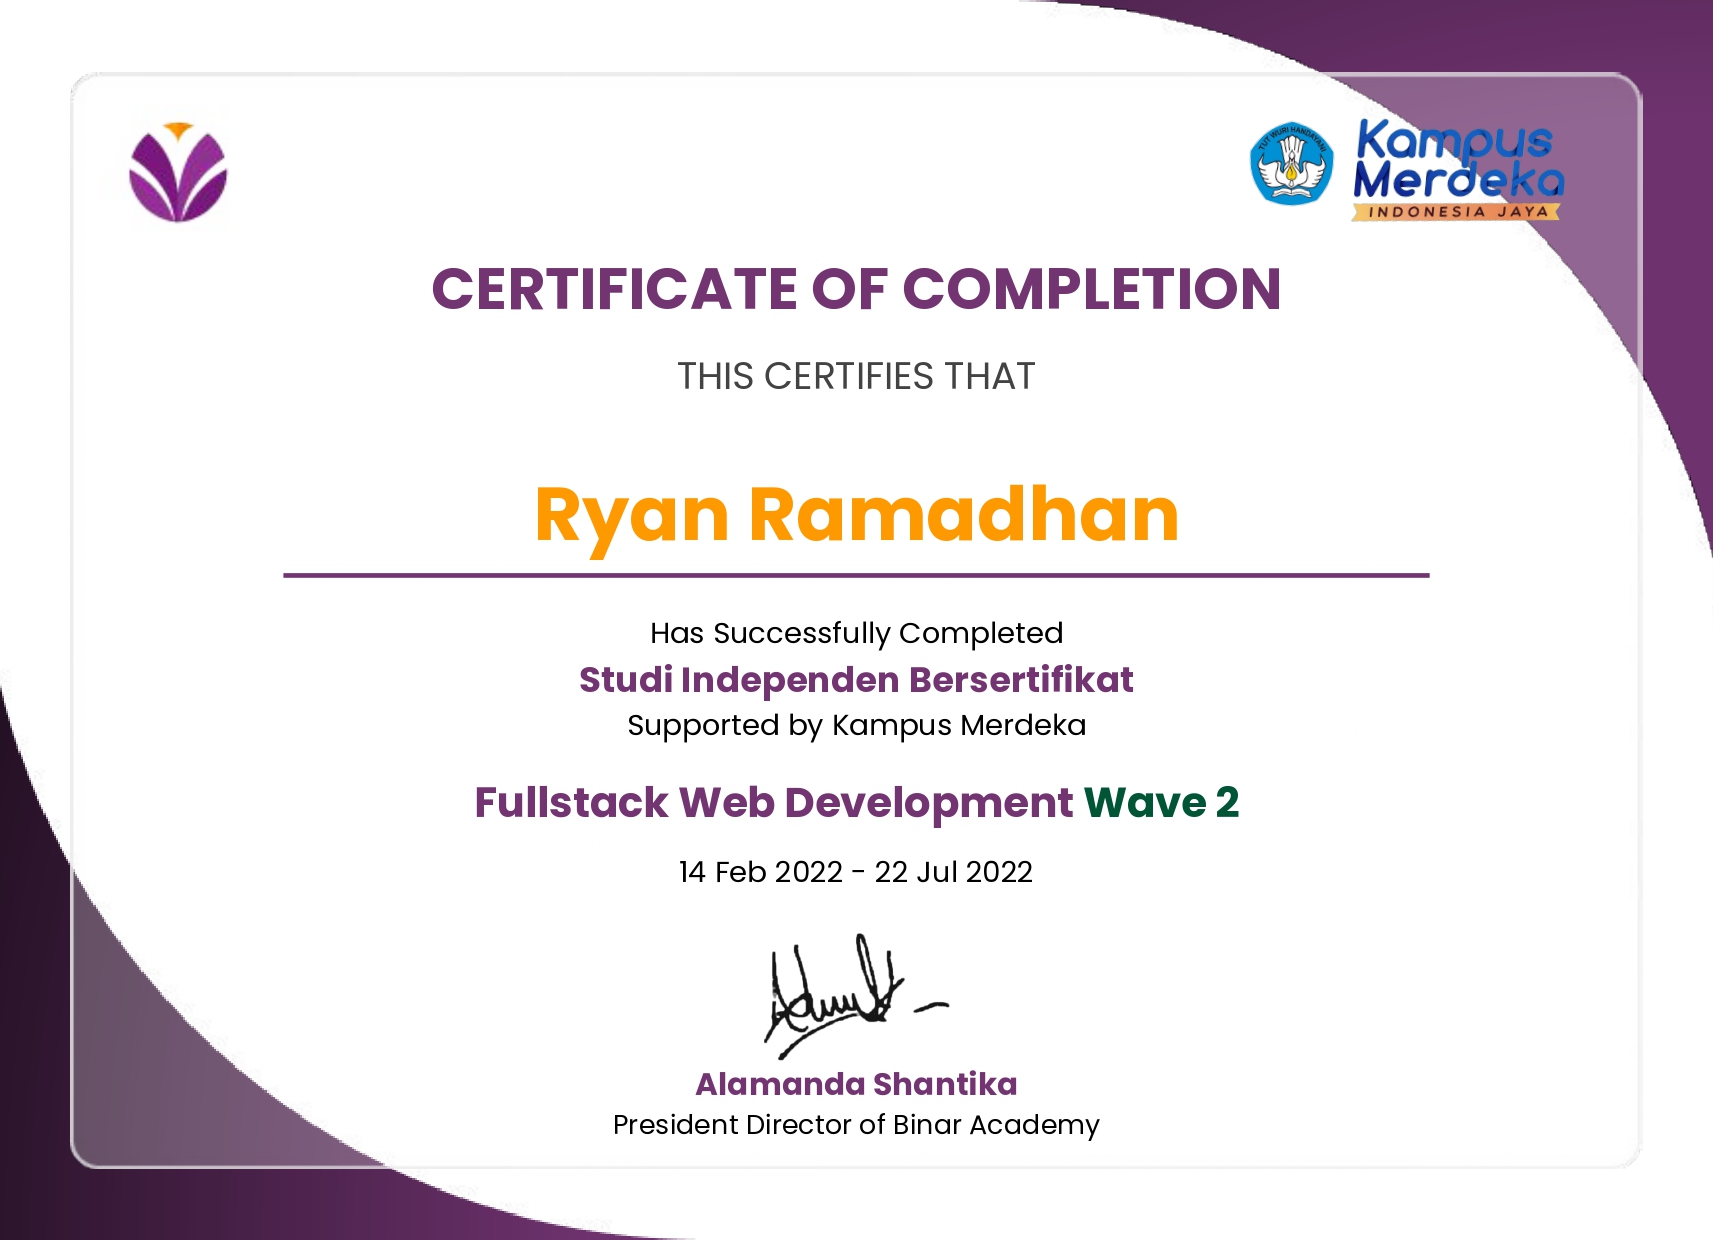 TUT WURI HANDAYANI
Kampus
Merdeka
INDONESIA JAYA
CERTIFICATE OF COMPLETION
THIS CERTIFIES THAT
Ryan Ramadhan
Has Successfully Completed
Studi Independen Bersertifikat
Supported by Kampus Merdeka
Fullstack Web Development Wave 2
14 Feb 2022 - 22 Jul 2022
Alamanda Shantika
President Director of Binar Academy